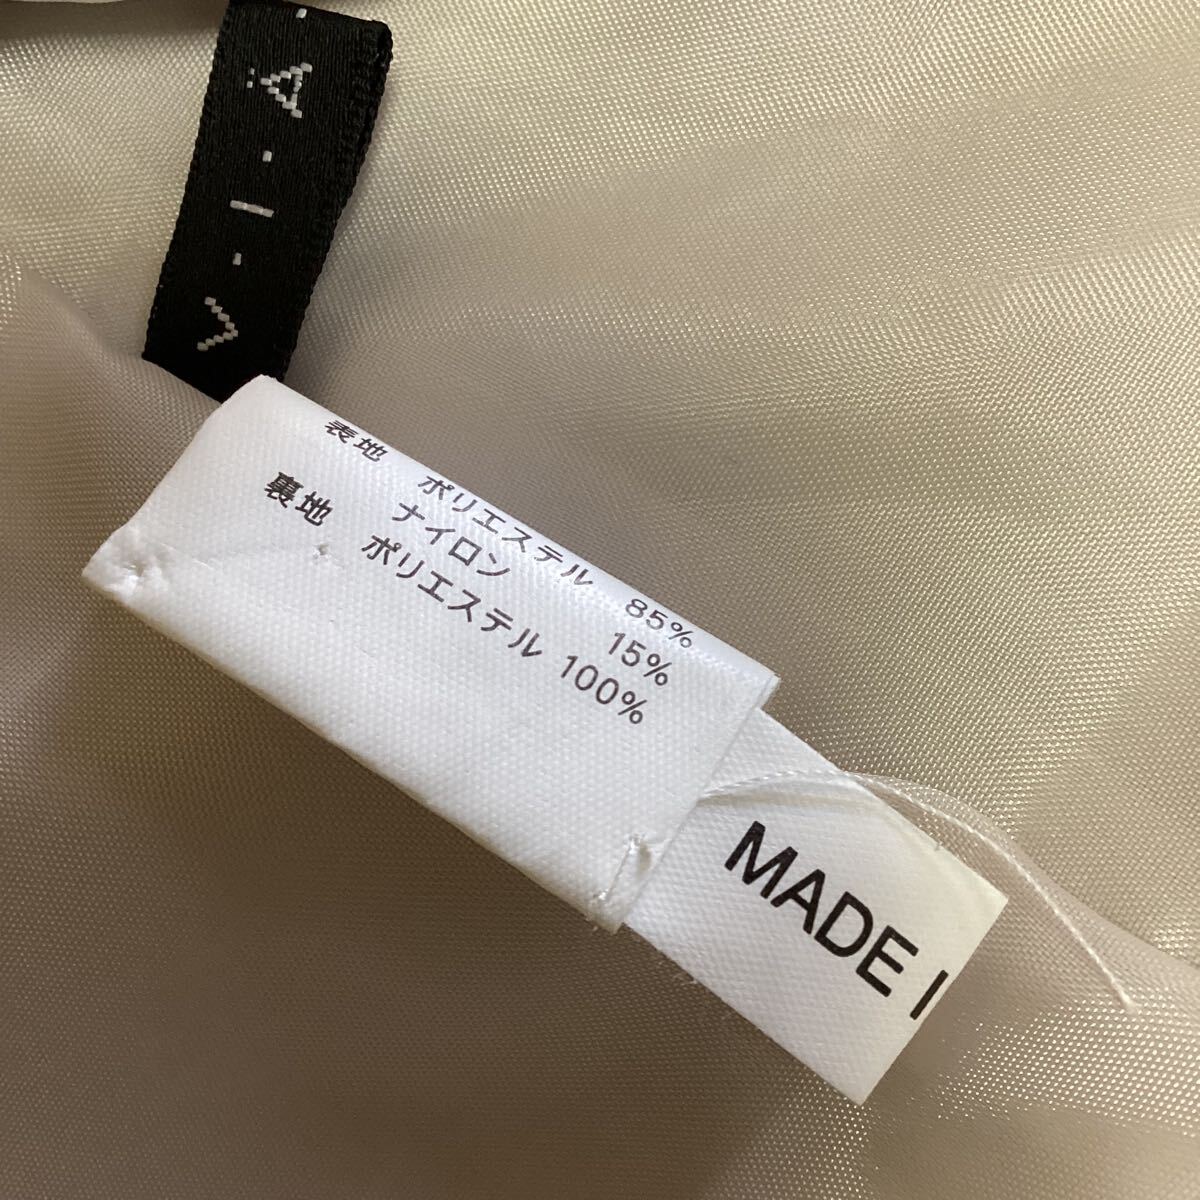 表地 ポリエステル 85%
ナイロン 15%
裏地 ポリエステル 100%
MADE I